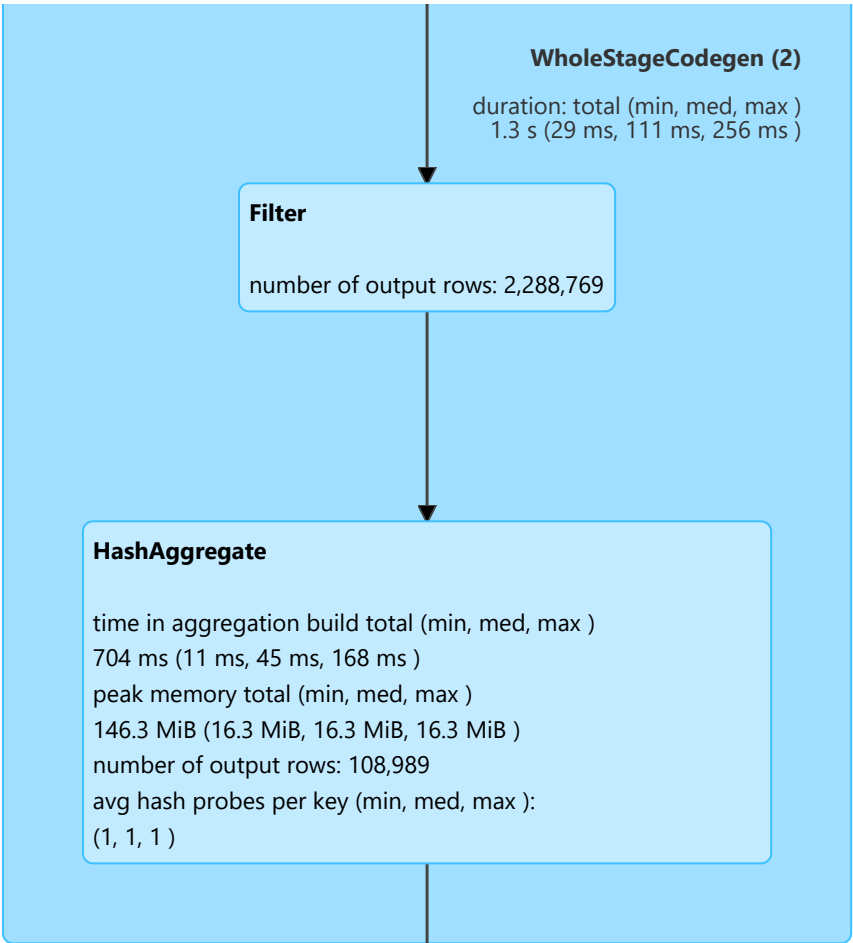 WholeStageCodegen (2)
duration: total (min, med, max )
1.3 s (29 ms, 111 ms, 256 ms )
Filter
number of output rows: 2,288,769
HashAggregate
time in aggregation build total (min, med, max )
704 ms (11 ms, 45 ms, 168 ms )
peak memory total (min, med, max )
146.3 MiB (16.3 MiB, 16.3 MiB, 16.3 MiB )
number of output rows: 108,989
avg hash probes per key (min, med, max ):
(1, 1, 1 )